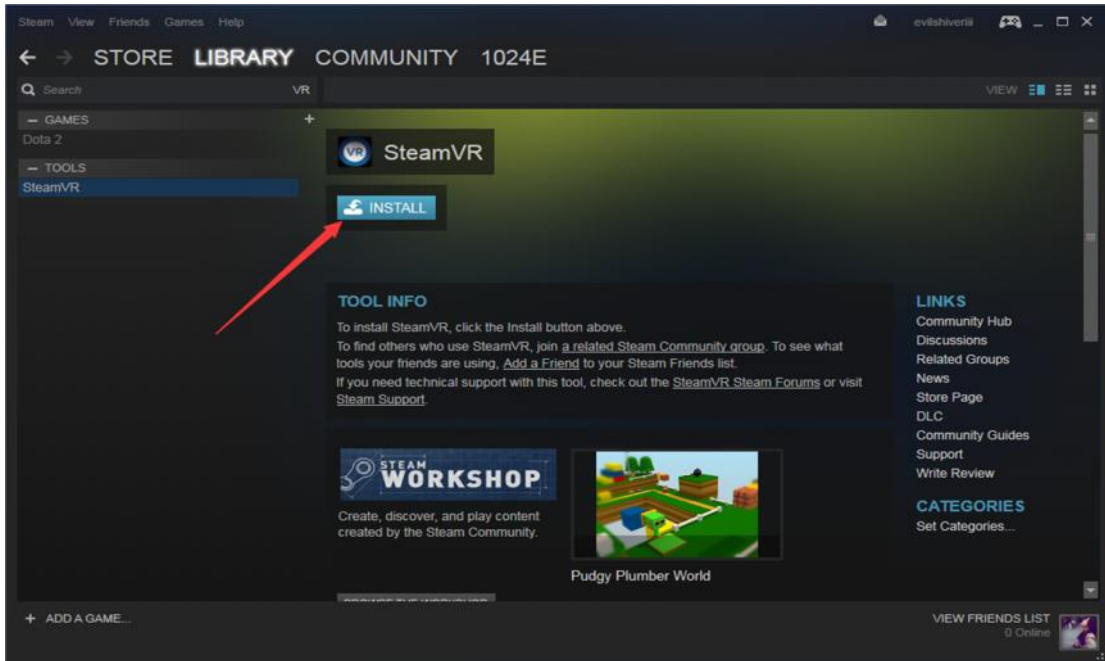 Steam View Friends Games Help
evilshiveriii
STORE LIBRARY COMMUNITY 1024E
Search VR
VIEW
GAMES
Dota 2
TOOLS
SteamVR
VR SteamVR
INSTALL
TOOL INFO
To install SteamVR, click the Install button above.
To find others who use SteamVR, join a related Steam Community group. To see what
tools your friends are using, Add a Friend to your Steam Friends list.
If you need technical support with this tool, check out the SteamVR Steam Forums or visit
Steam Support.
STEAM
WORKSHOP
Create, discover, and play content
created by the Steam Community.
Pudgy Plumber World
BROWSE THE WORKSHOP
LINKS
Community Hub
Discussions
Related Groups
News
Store Page
DLC
Community Guides
Support
Write Review
CATEGORIES
Set Categories...
+ ADD A GAME...
VIEW FRIENDS LIST
0 Online